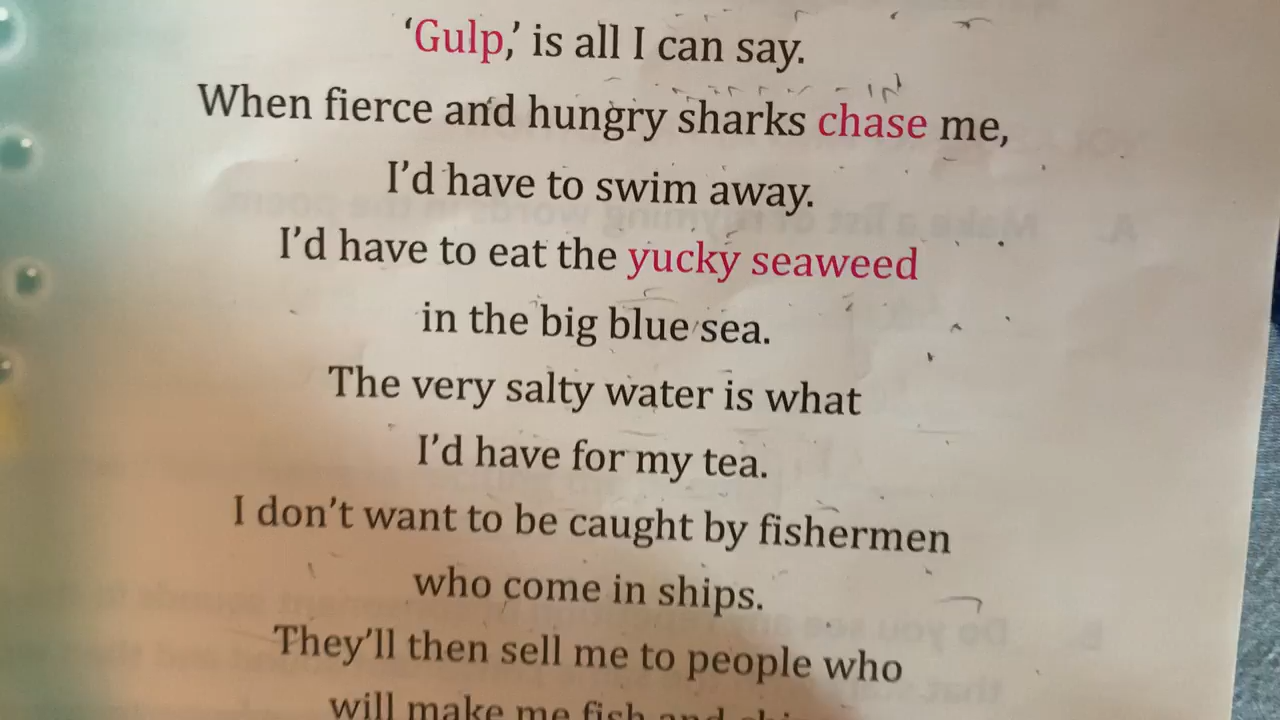 ‘Gulp,’ is all I can say.
When fierce and hungry sharks chase me,
I’d have to swim away.
I’d have to eat the yucky seaweed
in the big blue sea.
The very salty water is what
I’d have for my tea.
I don’t want to be caught by fishermen
who come in ships.
They’ll then sell me to people who
will make me fish and